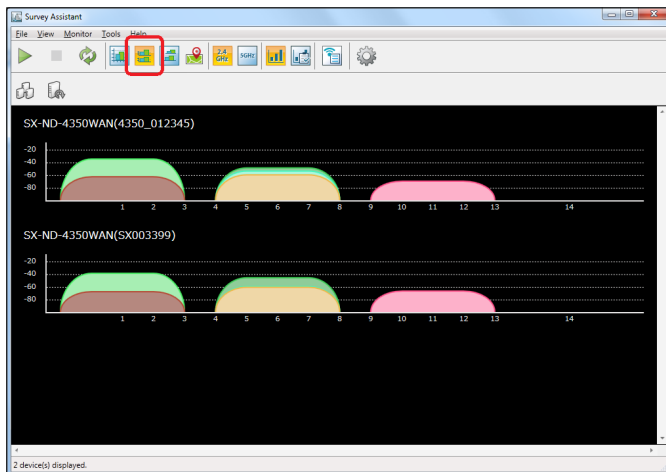 Survey Assistant
File View Monitor Tools Help
2.4 GHz 5GHz
SX-ND-4350WAN(4350_012345)
-20
-40
-60
-80
1 2 3 4 5 6 7 8 9 10 11 12 13 14
SX-ND-4350WAN(SX003399)
-20
-40
-60
-80
1 2 3 4 5 6 7 8 9 10 11 12 13 14
2 device(s) displayed.